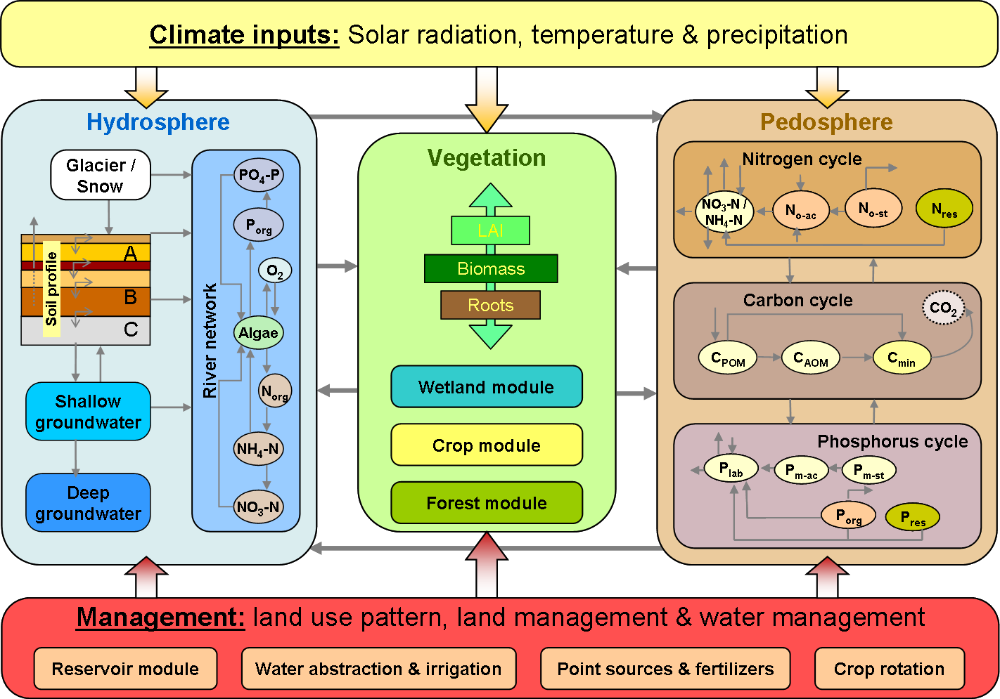 Climate inputs: Solar radiation, temperature & precipitation
Hydrosphere
Glacier /
Snow
A
B
C
Soil profile
Shallow
groundwater
Deep
groundwater
River network
PO4-P
Porg
O2
Algae
Norg
NH4-N
NO3-N
Vegetation
LAI
Biomass
Roots
Wetland module
Crop module
Forest module
Pedosphere
Nitrogen cycle
NO3-N /
NH4-N
No-ac
No-st
Nres
Carbon cycle
CO2
CPOM
CAOM
Cmin
Phosphorus cycle
Plab
Pm-ac
Pm-st
Porg
Pres
Management: land use pattern, land management & water management
Reservoir module
Water abstraction & irrigation
Point sources & fertilizers
Crop rotation